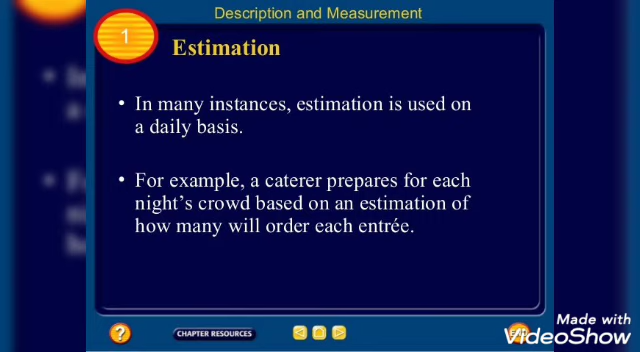 Description and Measurement
1
Estimation
• In many instances, estimation is used on
a daily basis.
• For example, a caterer prepares for each
night's crowd based on an estimation of
how many will order each entrée.
?
CHAPTER RESOURCES
Made with
VideoShow